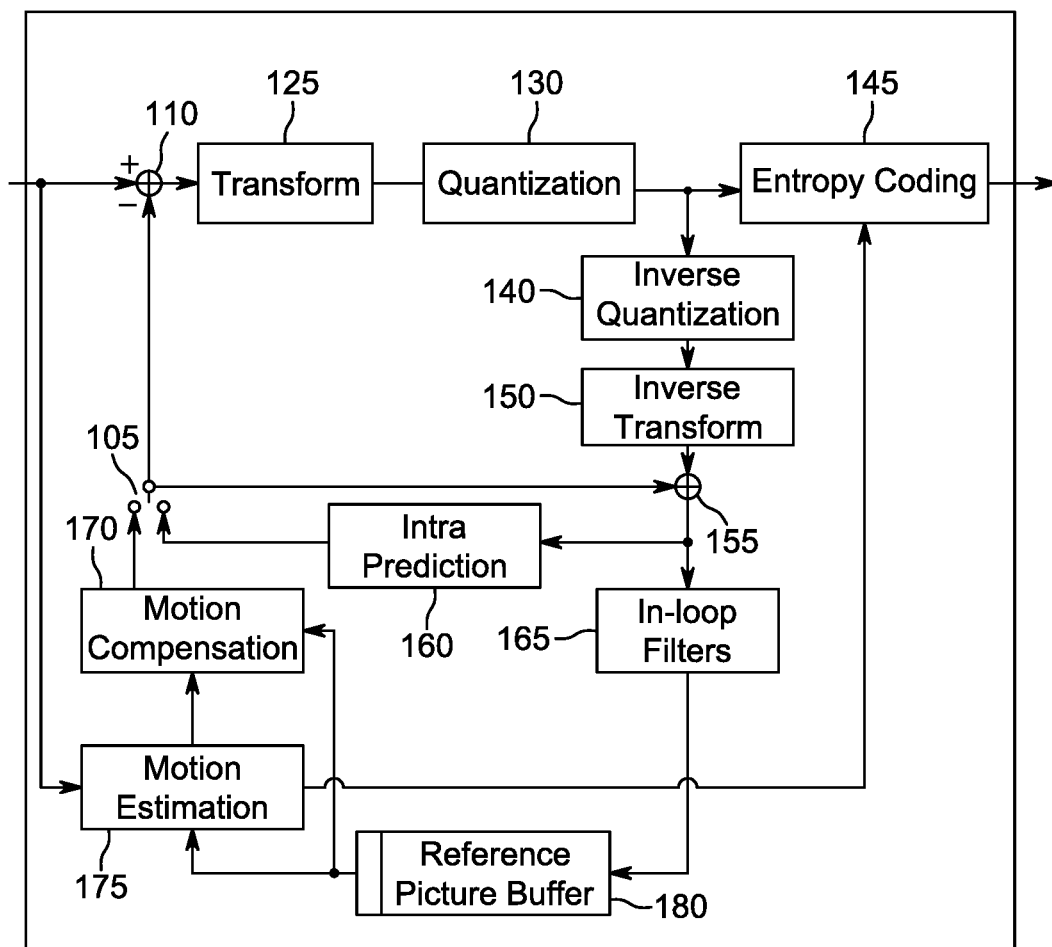 125
130
145
110
+
−
Transform
Quantization
Entropy Coding
140
Inverse
Quantization
150
Inverse
Transform
105
155
170
Intra
Prediction
160
Motion
Compensation
165
In-loop
Filters
Motion
Estimation
175
Reference
Picture Buffer
180